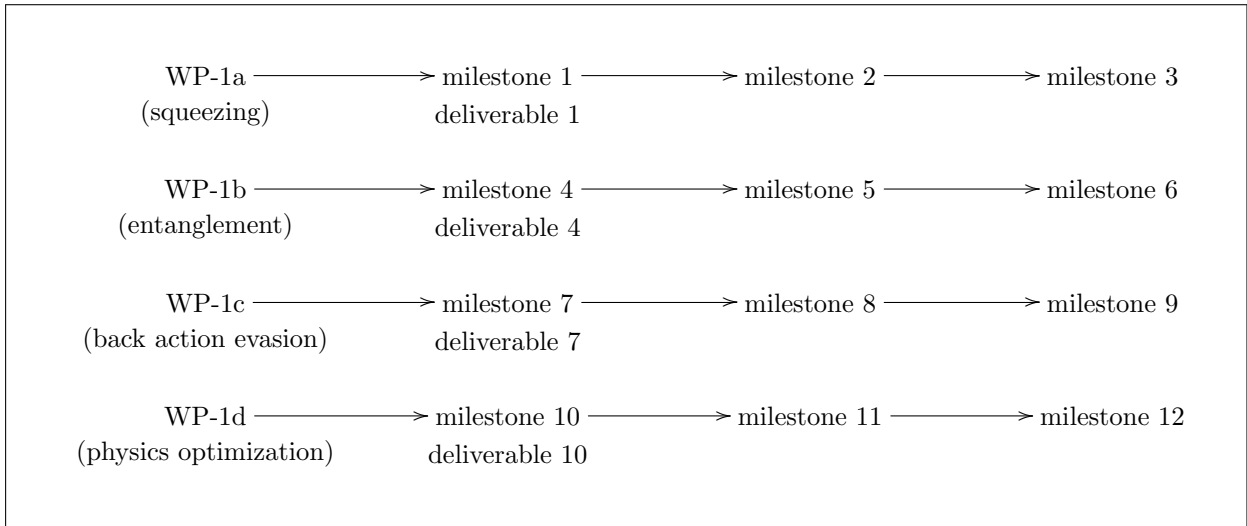 WP-1a milestone 1 milestone 2 milestone 3
(squeezing) deliverable 1
WP-1b milestone 4 milestone 5 milestone 6
(entanglement) deliverable 4
WP-1c milestone 7 milestone 8 milestone 9
(back action evasion) deliverable 7
WP-1d milestone 10 milestone 11 milestone 12
(physics optimization) deliverable 10